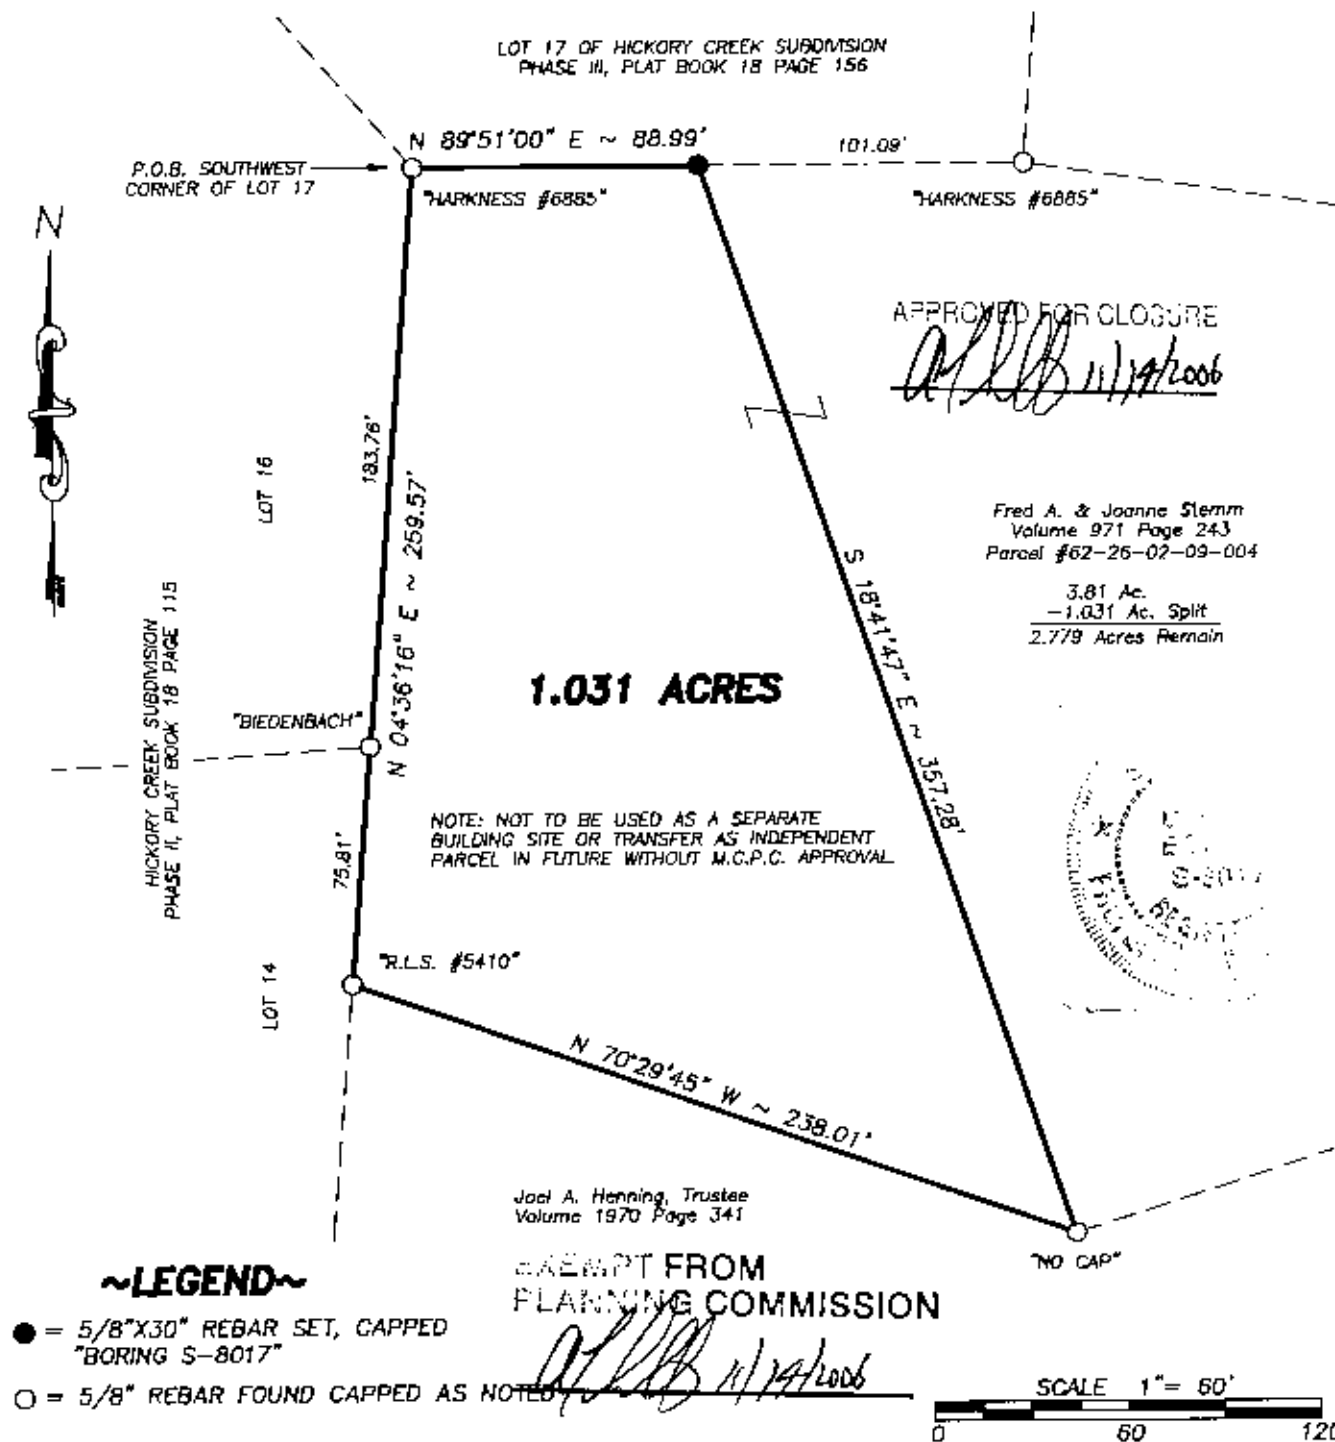 LOT 17 OF HICKORY CREEK SUBDIVISION
PHASE III, PLAT BOOK 18 PAGE 156
N 89°51'00" E ~ 88.99'
101.09'
P.O.B. SOUTHWEST
CORNER OF LOT 17
"HARKNESS #6885"
"HARKNESS #6885"
N
APPROVED FOR CLOSURE
11/14/2006
183.76'
LOT 16
N 04°36'16" E ~ 259.57'
S 18°41'47" E ~ 357.28'
Fred A. & Joanne Stemm
Volume 971 Page 243
Parcel #62-26-02-09-004
3.81 Ac.
-1.031 Ac. Split
2.779 Acres Remain
HICKORY CREEK SUBDIVISION
PHASE II, PLAT BOOK 18 PAGE 115
1.031 ACRES
"BIEDENBACH"
NOTE: NOT TO BE USED AS A SEPARATE
BUILDING SITE OR TRANSFER AS INDEPENDENT
PARCEL IN FUTURE WITHOUT M.C.P.C. APPROVAL
75.81'
S-8017
"R.L.S. #5410"
LOT 14
N 70°29'45" W ~ 238.01'
Joel A. Henning, Trustee
Volume 1970 Page 341
"NO CAP"
EXEMPT FROM
PLANNING COMMISSION
11/14/2006
~LEGEND~
= 5/8"X30" REBAR SET, CAPPED
"BORING S-8017"
= 5/8" REBAR FOUND CAPPED AS NOTED
SCALE 1"= 60'
0 60 120